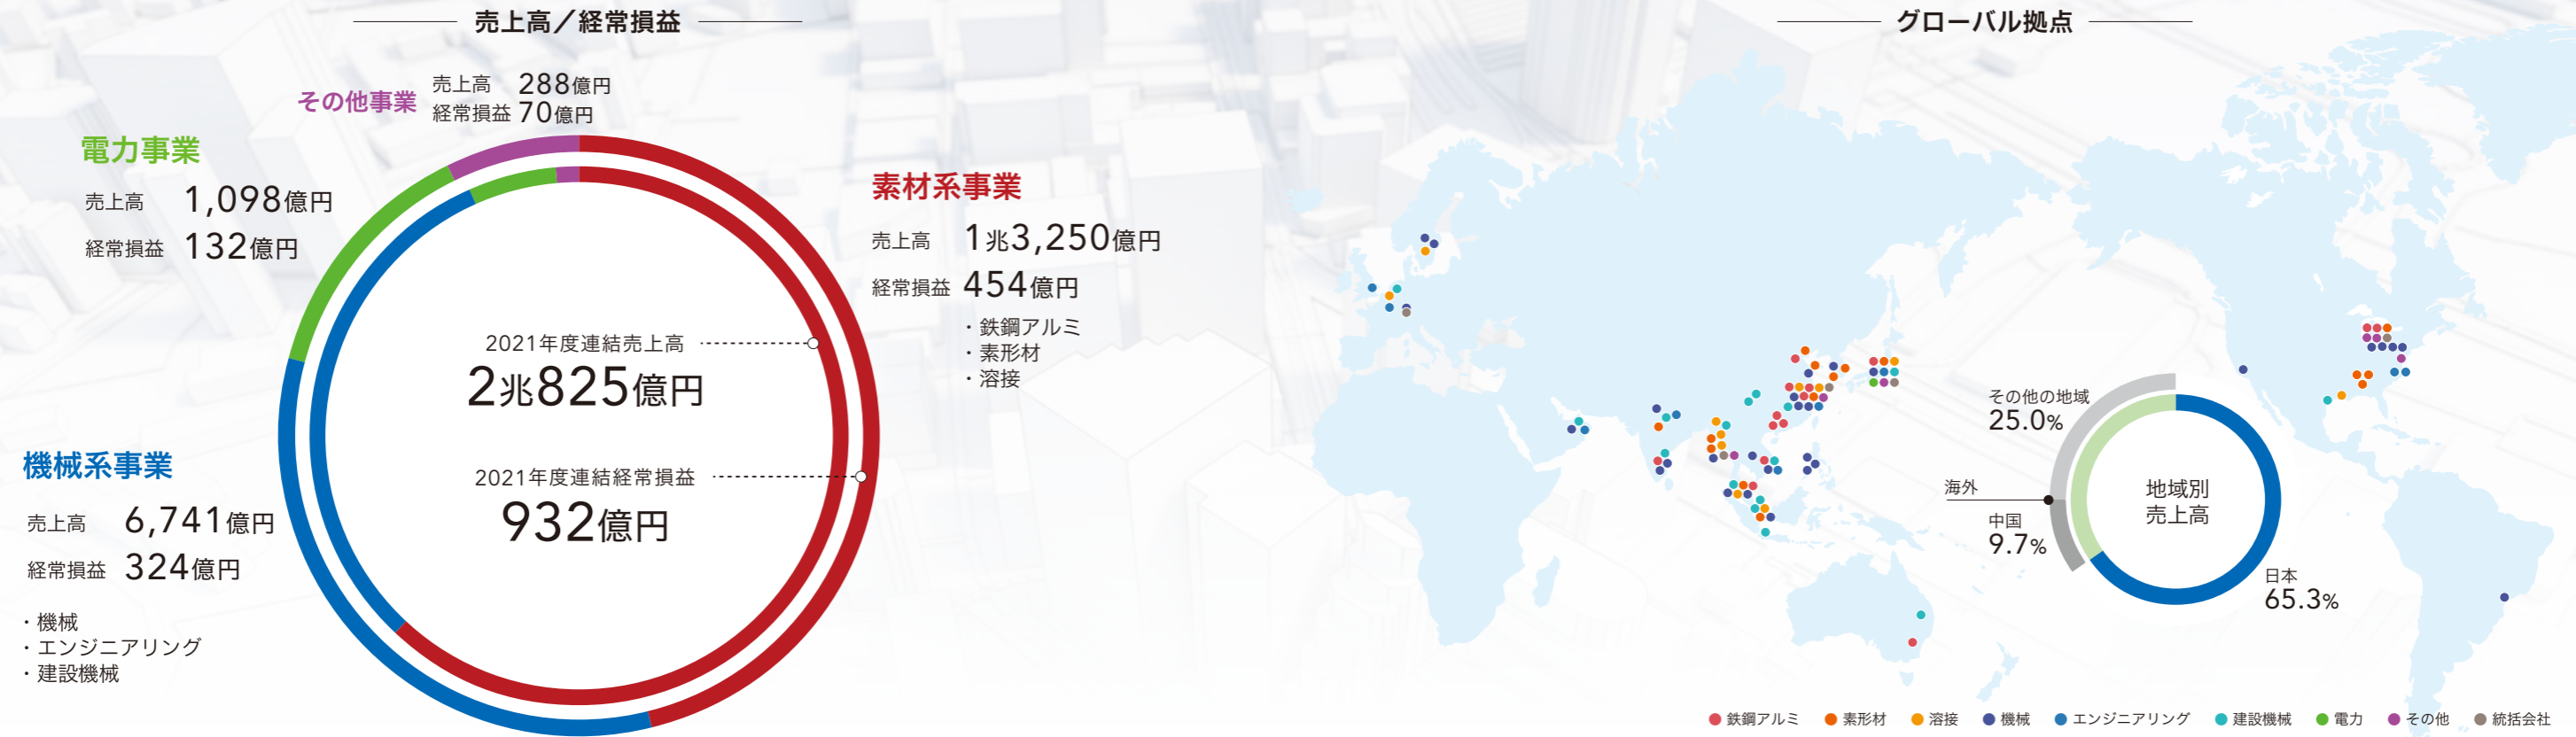 売上高／経常損益
その他事業
売上高 288億円
経常損益 70億円
電力事業
売上高 1,098億円
経常損益 132億円
素材系事業
売上高 1兆3,250億円
経常損益 454億円
・鉄鋼アルミ
・素形材
・溶接
2021年度連結売上高
2兆825億円
2021年度連結経常損益
932億円
機械系事業
売上高 6,741億円
経常損益 324億円
・機械
・エンジニアリング
・建設機械
グローバル拠点
その他の地域
25.0%
海外
中国
9.7%
地域別
売上高
日本
65.3%
鉄鋼アルミ 素形材 溶接 機械 エンジニアリング 建設機械 電力 その他 統括会社